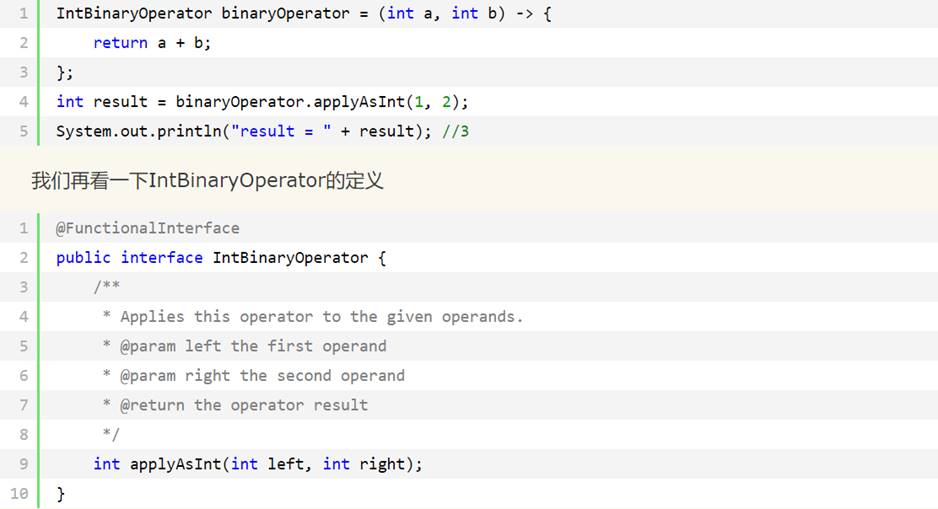 1 IntBinaryOperator binaryOperator = (int a, int b) -> {
2     return a + b;
3 };
4 int result = binaryOperator.applyAsInt(1, 2);
5 System.out.println("result = " + result); //3
我们再看一下IntBinaryOperator的定义
1 @FunctionalInterface
2 public interface IntBinaryOperator {
3     /**
4      * Applies this operator to the given operands.
5      * @param left the first operand
6      * @param right the second operand
7      * @return the operator result
8      */
9     int applyAsInt(int left, int right);
10 }